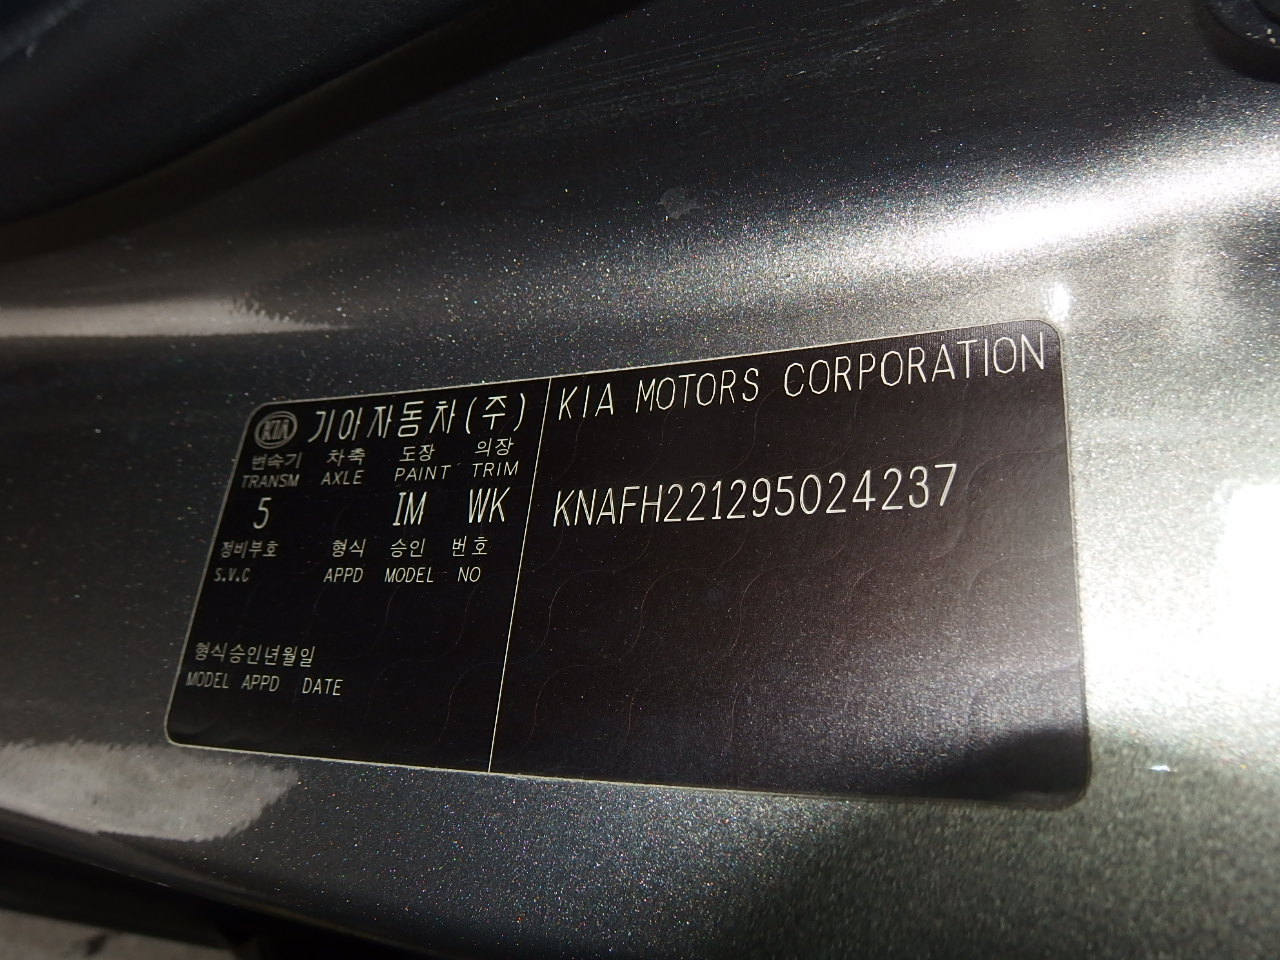 KIA 기아자동차(주)
변속기 차축 도장 의장
TRANSM AXLE PAINT TRIM
5 IM WK
정비부호 형식 승인 번호
S.V.C APPD MODEL NO
형식승인년월일
MODEL APPD DATE
KIA MOTORS CORPORATION
KNAFH221295024237